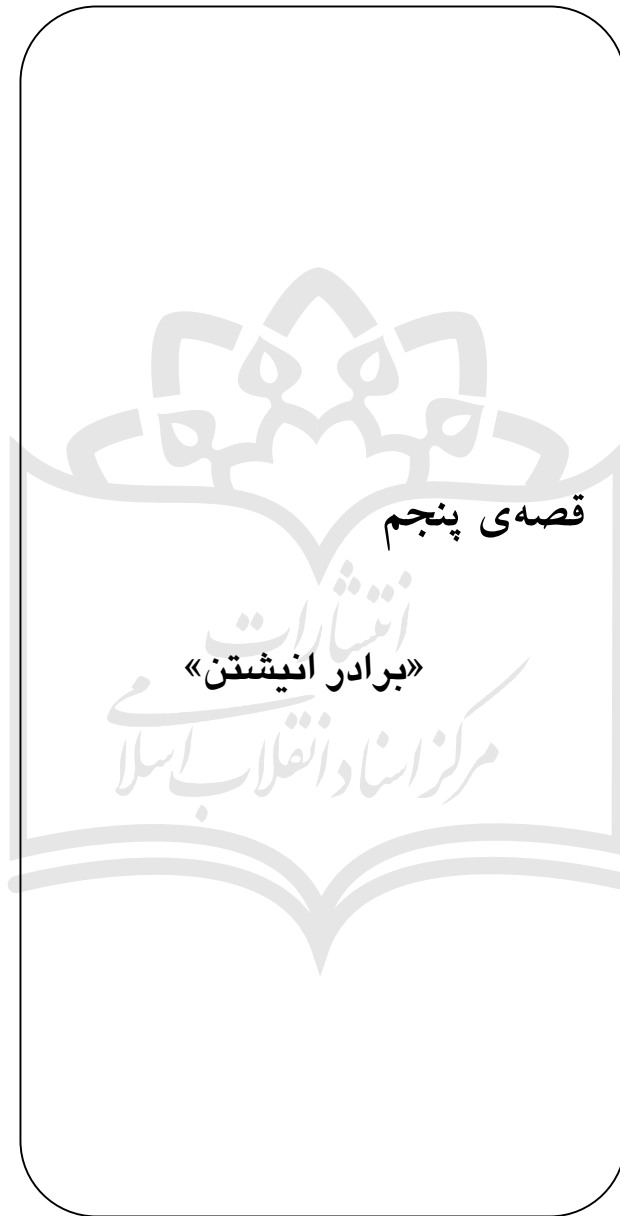 قصه‌ی پنجم
انتشارات
«برادر انیشتن»
مرکز اسناد انقلاب اسلامی